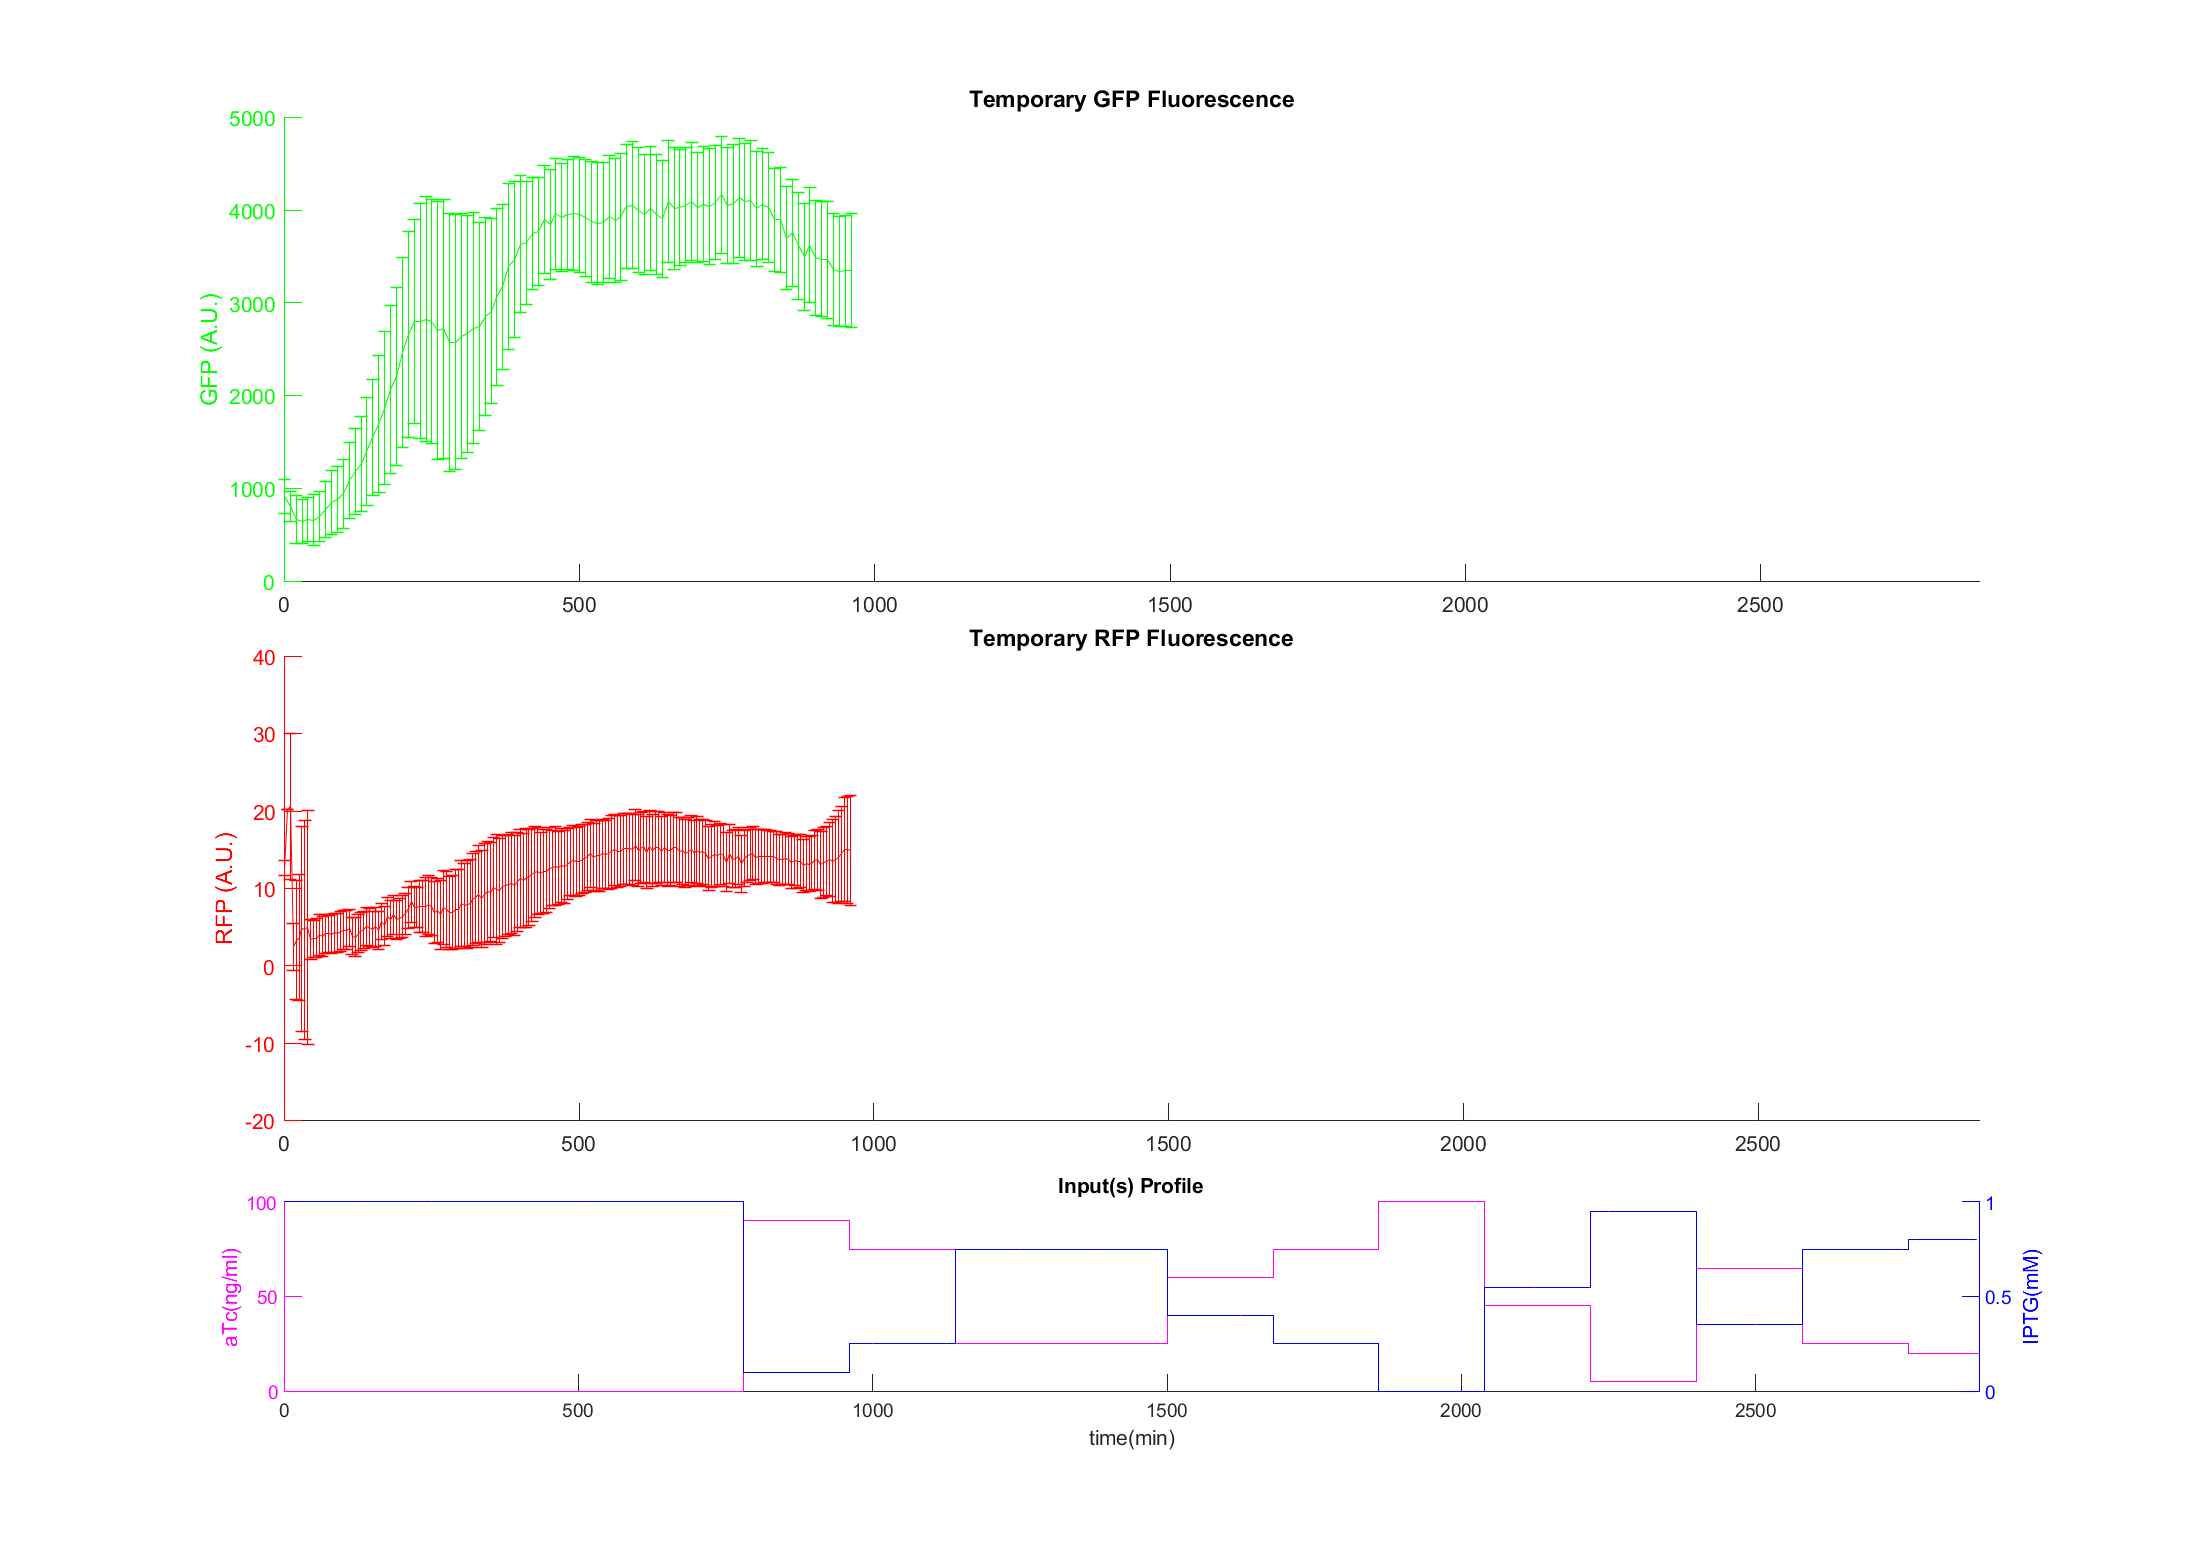 Temporary GFP Fluorescence
GFP (A.U.)
5000
4000
3000
2000
1000
0
0 500 1000 1500 2000 2500
Temporary RFP Fluorescence
RFP (A.U.)
40
30
20
10
0
-10
-20
0 500 1000 1500 2000 2500
Input(s) Profile
aTc(ng/ml)
100
50
0
1
0.5
0
IPTG(mM)
0 500 1000 1500 2000 2500
time(min)